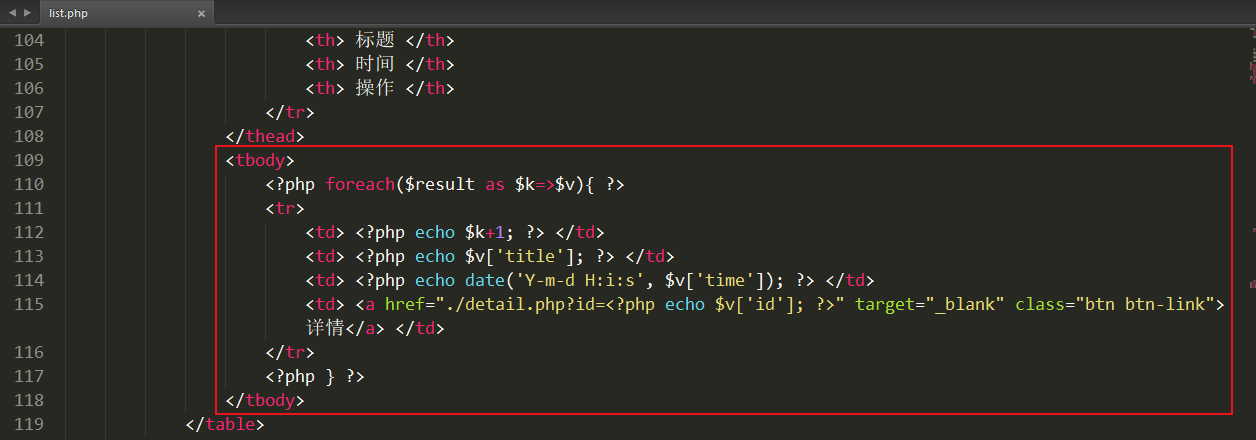 list.php ×
104 <th> 标题 </th>
105 <th> 时间 </th>
106 <th> 操作 </th>
107 </tr>
108 </thead>
109 <tbody>
110 <?php foreach($result as $k=>$v){ ?>
111 <tr>
112 <td> <?php echo $k+1; ?> </td>
113 <td> <?php echo $v['title']; ?> </td>
114 <td> <?php echo date('Y-m-d H:i:s', $v['time']); ?> </td>
115 <td> <a href="./detail.php?id=<?php echo $v['id']; ?>" target="_blank" class="btn btn-link">
详情</a> </td>
116 </tr>
117 <?php } ?>
118 </tbody>
119 </table>